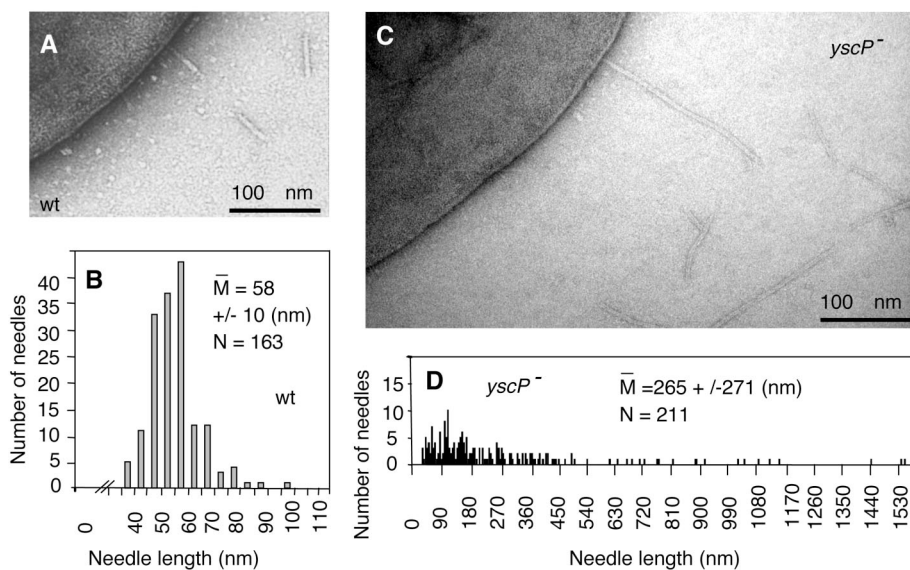 A
wt
100 nm
B
M̅ = 58
+/- 10 (nm)
N = 163
wt
Number of needles
40
35
30
25
20
15
10
5
0
0 40 50 60 70 80 90 100 110
Needle length (nm)
C
yscP⁻
100 nm
D
yscP⁻
M̅ =265 + /-271 (nm)
N = 211
Number of needles
15
10
5
0
0 90 180 270 360 450 540 630 720 810 900 990 1080 1170 1260 1350 1440 1530
Needle length (nm)